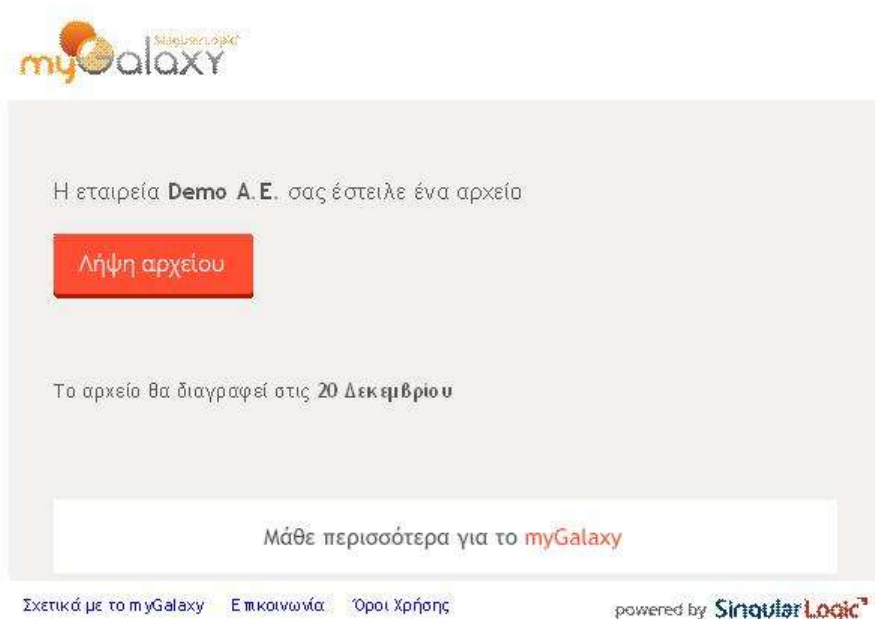 SingularLogic
myGalaxy
Η εταιρεία Demo A.E. σας έστειλε ένα αρχείο
Λήψη αρχείου
Το αρχείο θα διαγραφεί στις 20 Δεκεμβρίου
Μάθε περισσότερα για το myGalaxy
Σχετικά με το myGalaxy Επικοινωνία Όροι Χρήσης powered by SingularLogic